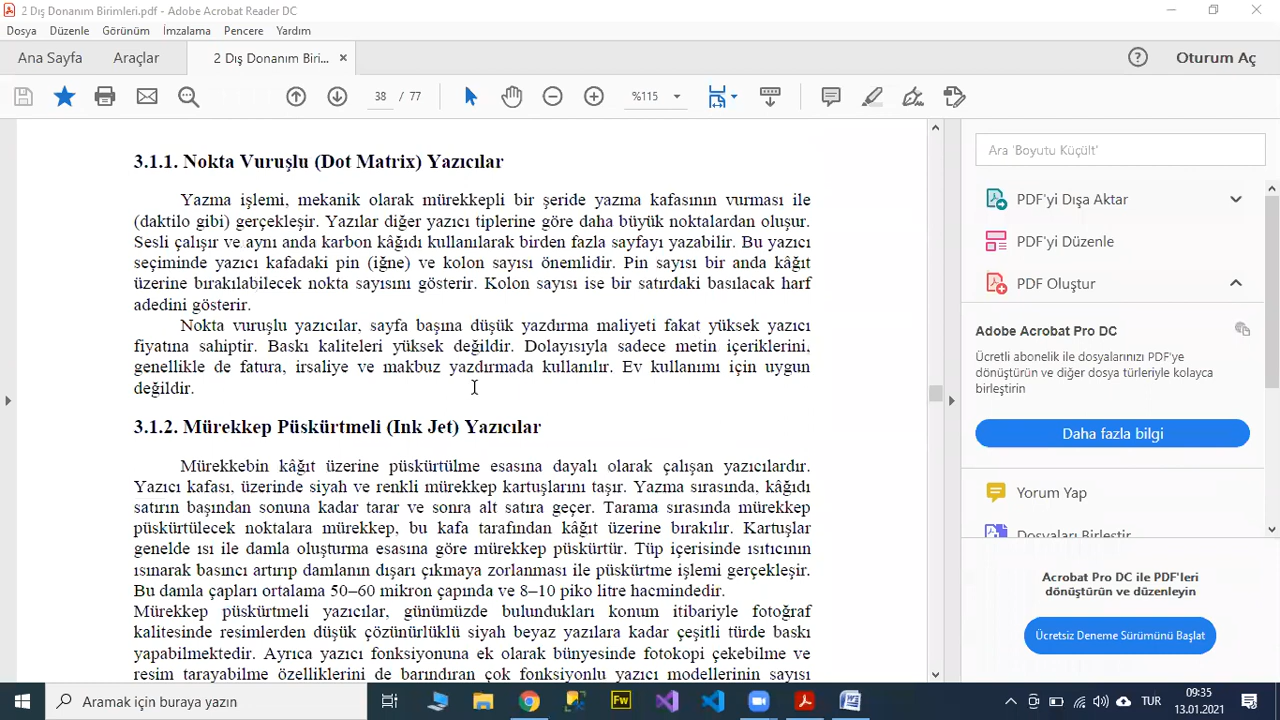 2 Dış Donanım Birimleri.pdf - Adobe Acrobat Reader DC
Dosya Düzenle Görünüm İmzalama Pencere Yardım
Ana Sayfa Araçlar 2 Dış Donanım Biri... × Oturum Aç
38 / 77 %115
3.1.1. Nokta Vuruşlu (Dot Matrix) Yazıcılar
Yazma işlemi, mekanik olarak mürekkepli bir şeride yazma kafasının vurması ile
(daktilo gibi) gerçekleşir. Yazılar diğer yazıcı tiplerine göre daha büyük noktalardan oluşur.
Sesli çalışır ve aynı anda karbon kâğıdı kullanılarak birden fazla sayfayı yazabilir. Bu yazıcı
seçiminde yazıcı kafadaki pin (iğne) ve kolon sayısı önemlidir. Pin sayısı bir anda kâğıt
üzerine bırakılabilecek nokta sayısını gösterir. Kolon sayısı ise bir satırdaki basılacak harf
adedini gösterir.
Nokta vuruşlu yazıcılar, sayfa başına düşük yazdırma maliyeti fakat yüksek yazıcı
fiyatına sahiptir. Baskı kaliteleri yüksek değildir. Dolayısıyla sadece metin içeriklerini,
genellikle de fatura, irsaliye ve makbuz yazdırmada kullanılır. Ev kullanımı için uygun
değildir.
3.1.2. Mürekkep Püskürtmeli (Ink Jet) Yazıcılar
Mürekkebin kâğıt üzerine püskürtülme esasına dayalı olarak çalışan yazıcılardır.
Yazıcı kafası, üzerinde siyah ve renkli mürekkep kartuşlarını taşır. Yazma sırasında, kâğıdı
satırın başından sonuna kadar tarar ve sonra alt satıra geçer. Tarama sırasında mürekkep
püskürtülecek noktalara mürekkep, bu kafa tarafından kâğıt üzerine bırakılır. Kartuşlar
genelde ısı ile damla oluşturma esasına göre mürekkep püskürtür. Tüp içerisinde ısıtıcının
ısınarak basıncı artırıp damlanın dışarı çıkmaya zorlanması ile püskürtme işlemi gerçekleşir.
Bu damla çapları ortalama 50–60 mikron çapında ve 8–10 piko litre hacmindedir.
Mürekkep püskürtmeli yazıcılar, günümüzde bulundukları konum itibariyle fotoğraf
kalitesinde resimlerden düşük çözünürlüklü siyah beyaz yazılara kadar çeşitli türde baskı
yapabilmektedir. Ayrıca yazıcı fonksiyonuna ek olarak bünyesinde fotokopi çekebilme ve
resim tarayabilme özelliklerini de barındıran çok fonksiyonlu yazıcı modellerinin sayısı
Ara 'Boyutu Küçült'
PDF'yi Dışa Aktar
PDF'yi Düzenle
PDF Oluştur
Adobe Acrobat Pro DC
Ücretli abonelik ile dosyalarınızı PDF'ye
dönüştürün ve diğer dosya türleriyle kolayca
birleştirin
Daha fazla bilgi
Yorum Yap
Dosyaları Birleştir
Acrobat Pro DC ile PDF'leri
dönüştürün ve düzenleyin
Ücretsiz Deneme Sürümünü Başlat
Aramak için buraya yazın
Fw
TUR
09:35
13.01.2021